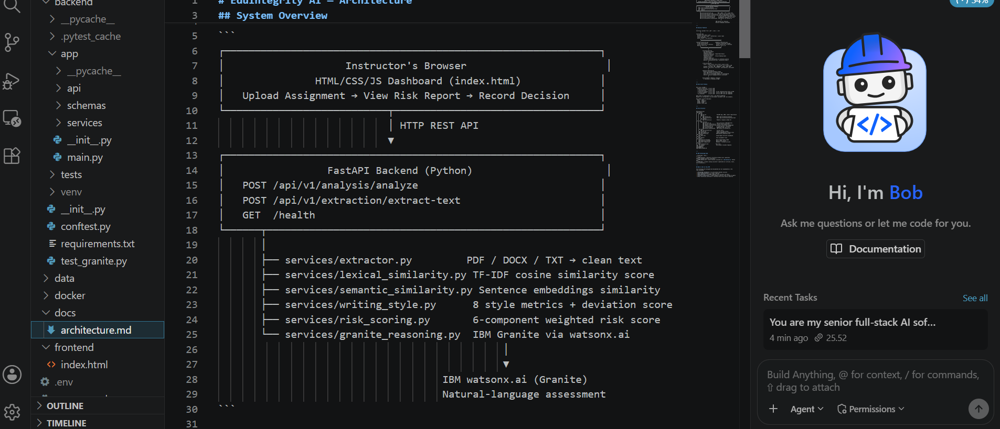 backend
__pycache__
.pytest_cache
app
__pycache__
api
schemas
services
__init__.py
main.py
tests
venv
__init__.py
conftest.py
requirements.txt
test_granite.py
data
docker
docs
architecture.md
frontend
index.html
.env
OUTLINE
TIMELINE
1 # EduIntegrity AI — Architecture
3 ## System Overview
5 ```
6
7 Instructor's Browser
8 HTML/CSS/JS Dashboard (index.html)
9 Upload Assignment → View Risk Report → Record Decision
10
11 HTTP REST API
12 ▼
13
14 FastAPI Backend (Python)
15 POST /api/v1/analysis/analyze
16 POST /api/v1/extraction/extract-text
17 GET /health
18
19
20 ├── services/extractor.py PDF / DOCX / TXT → clean text
21 ├── services/lexical_similarity.py TF-IDF cosine similarity score
22 ├── services/semantic_similarity.py Sentence embeddings similarity
23 ├── services/writing_style.py 8 style metrics + deviation score
24 ├── services/risk_scoring.py 6-component weighted risk score
25 └── services/granite_reasoning.py IBM Granite via watsonx.ai
26
27 ▼
28 IBM watsonx.ai (Granite)
29 Natural-language assessment
30 ```
31
34%
</>
Hi, I'm Bob
Ask me questions or let me code for you.
Documentation
Recent Tasks See all
You are my senior full-stack AI sof...
4 min ago 25.52
Build Anything, @ for context, / for commands,
⇧ drag to attach
Agent Permissions